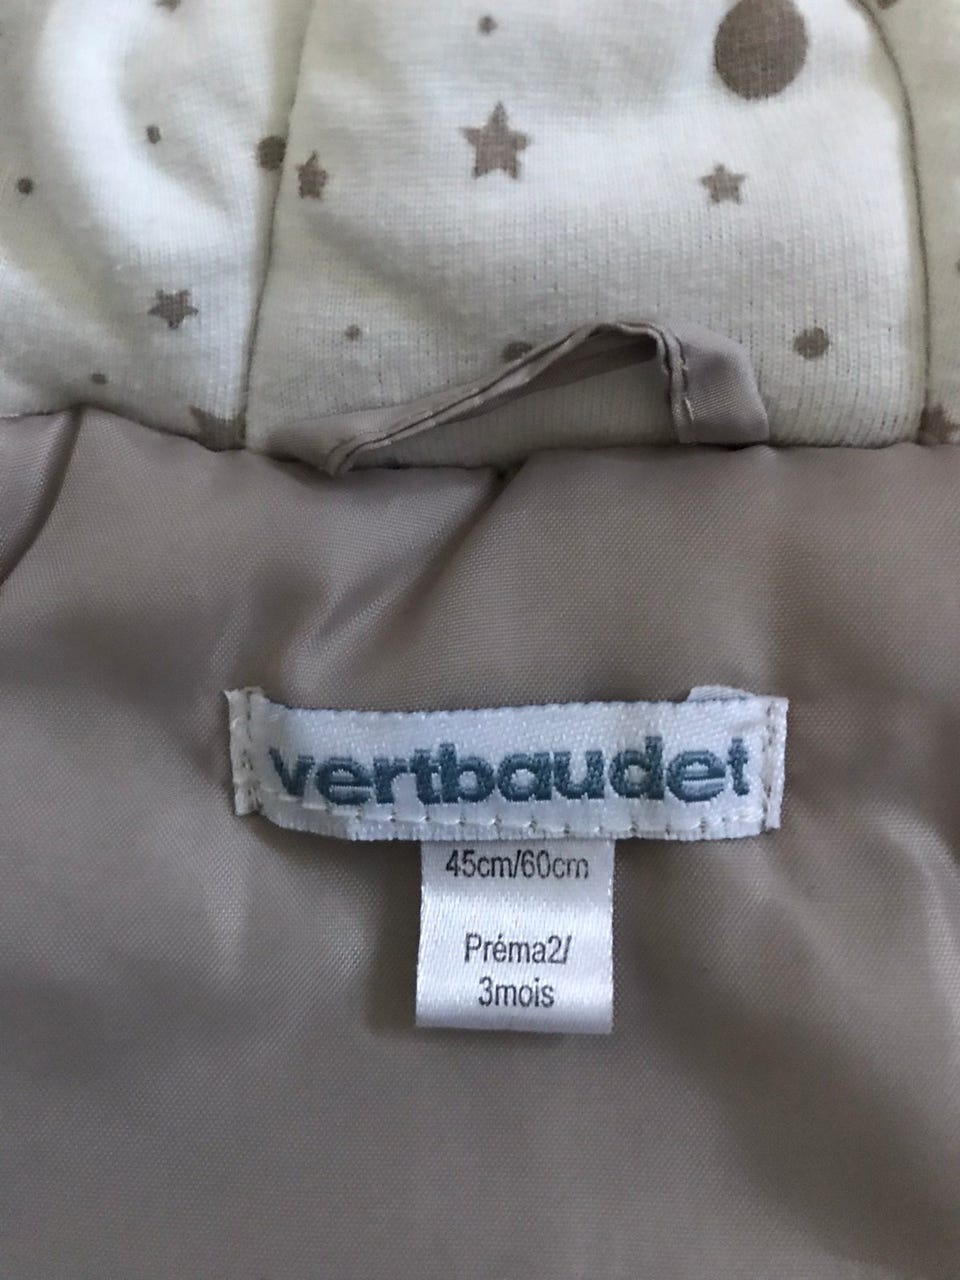 vertbaudet
45cm/60cm
Préma2/
3mois